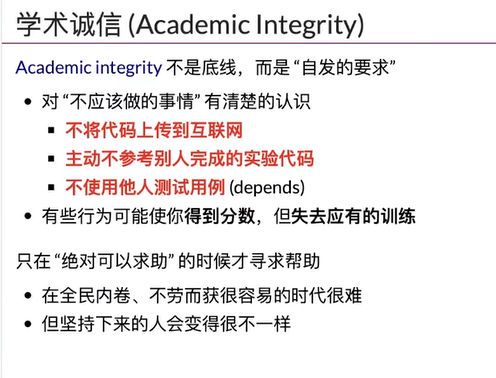 学术诚信 (Academic Integrity)
Academic integrity 不是底线，而是 “自发的要求”
• 对 “不应该做的事情” 有清楚的认识
▪ 不将代码上传到互联网
▪ 主动不参考别人完成的实验代码
▪ 不使用他人测试用例 (depends)
• 有些行为可能使你得到分数，但失去应有的训练
只在 “绝对可以求助” 的时候才寻求帮助
• 在全民内卷、不劳而获很容易的时代很难
• 但坚持下来的人会变得很不一样